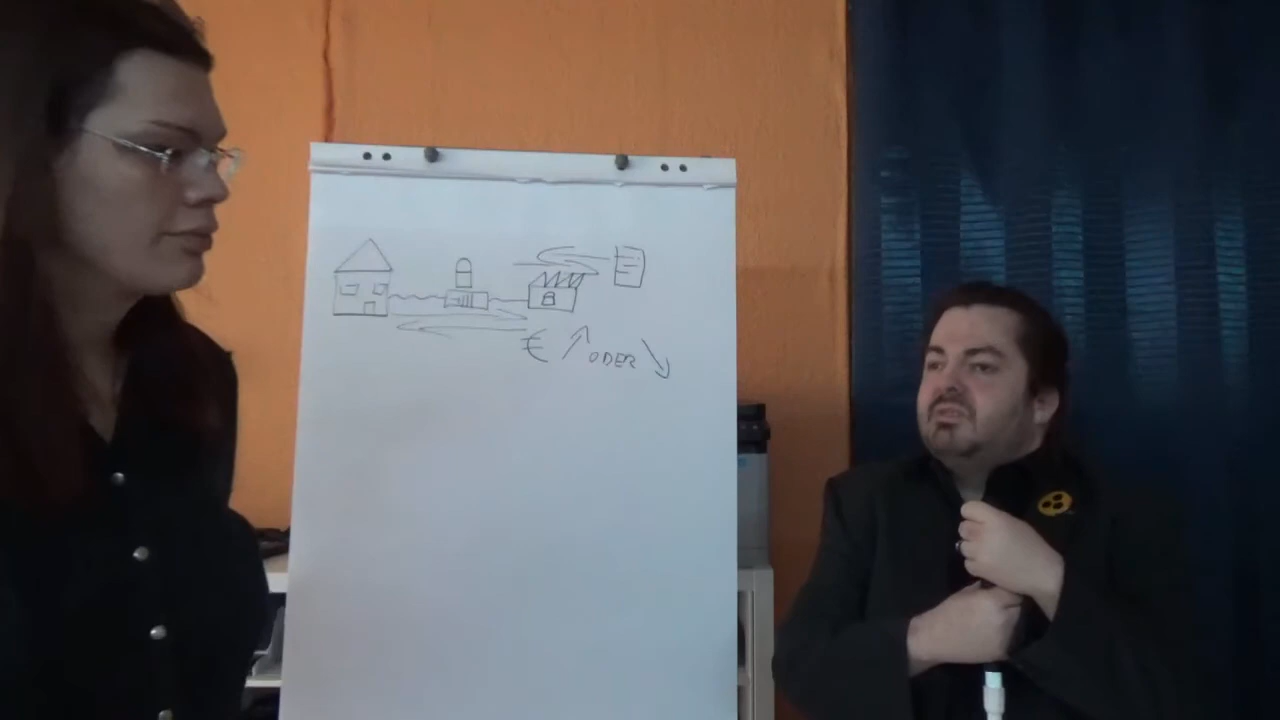 € ↗ ODER ↘